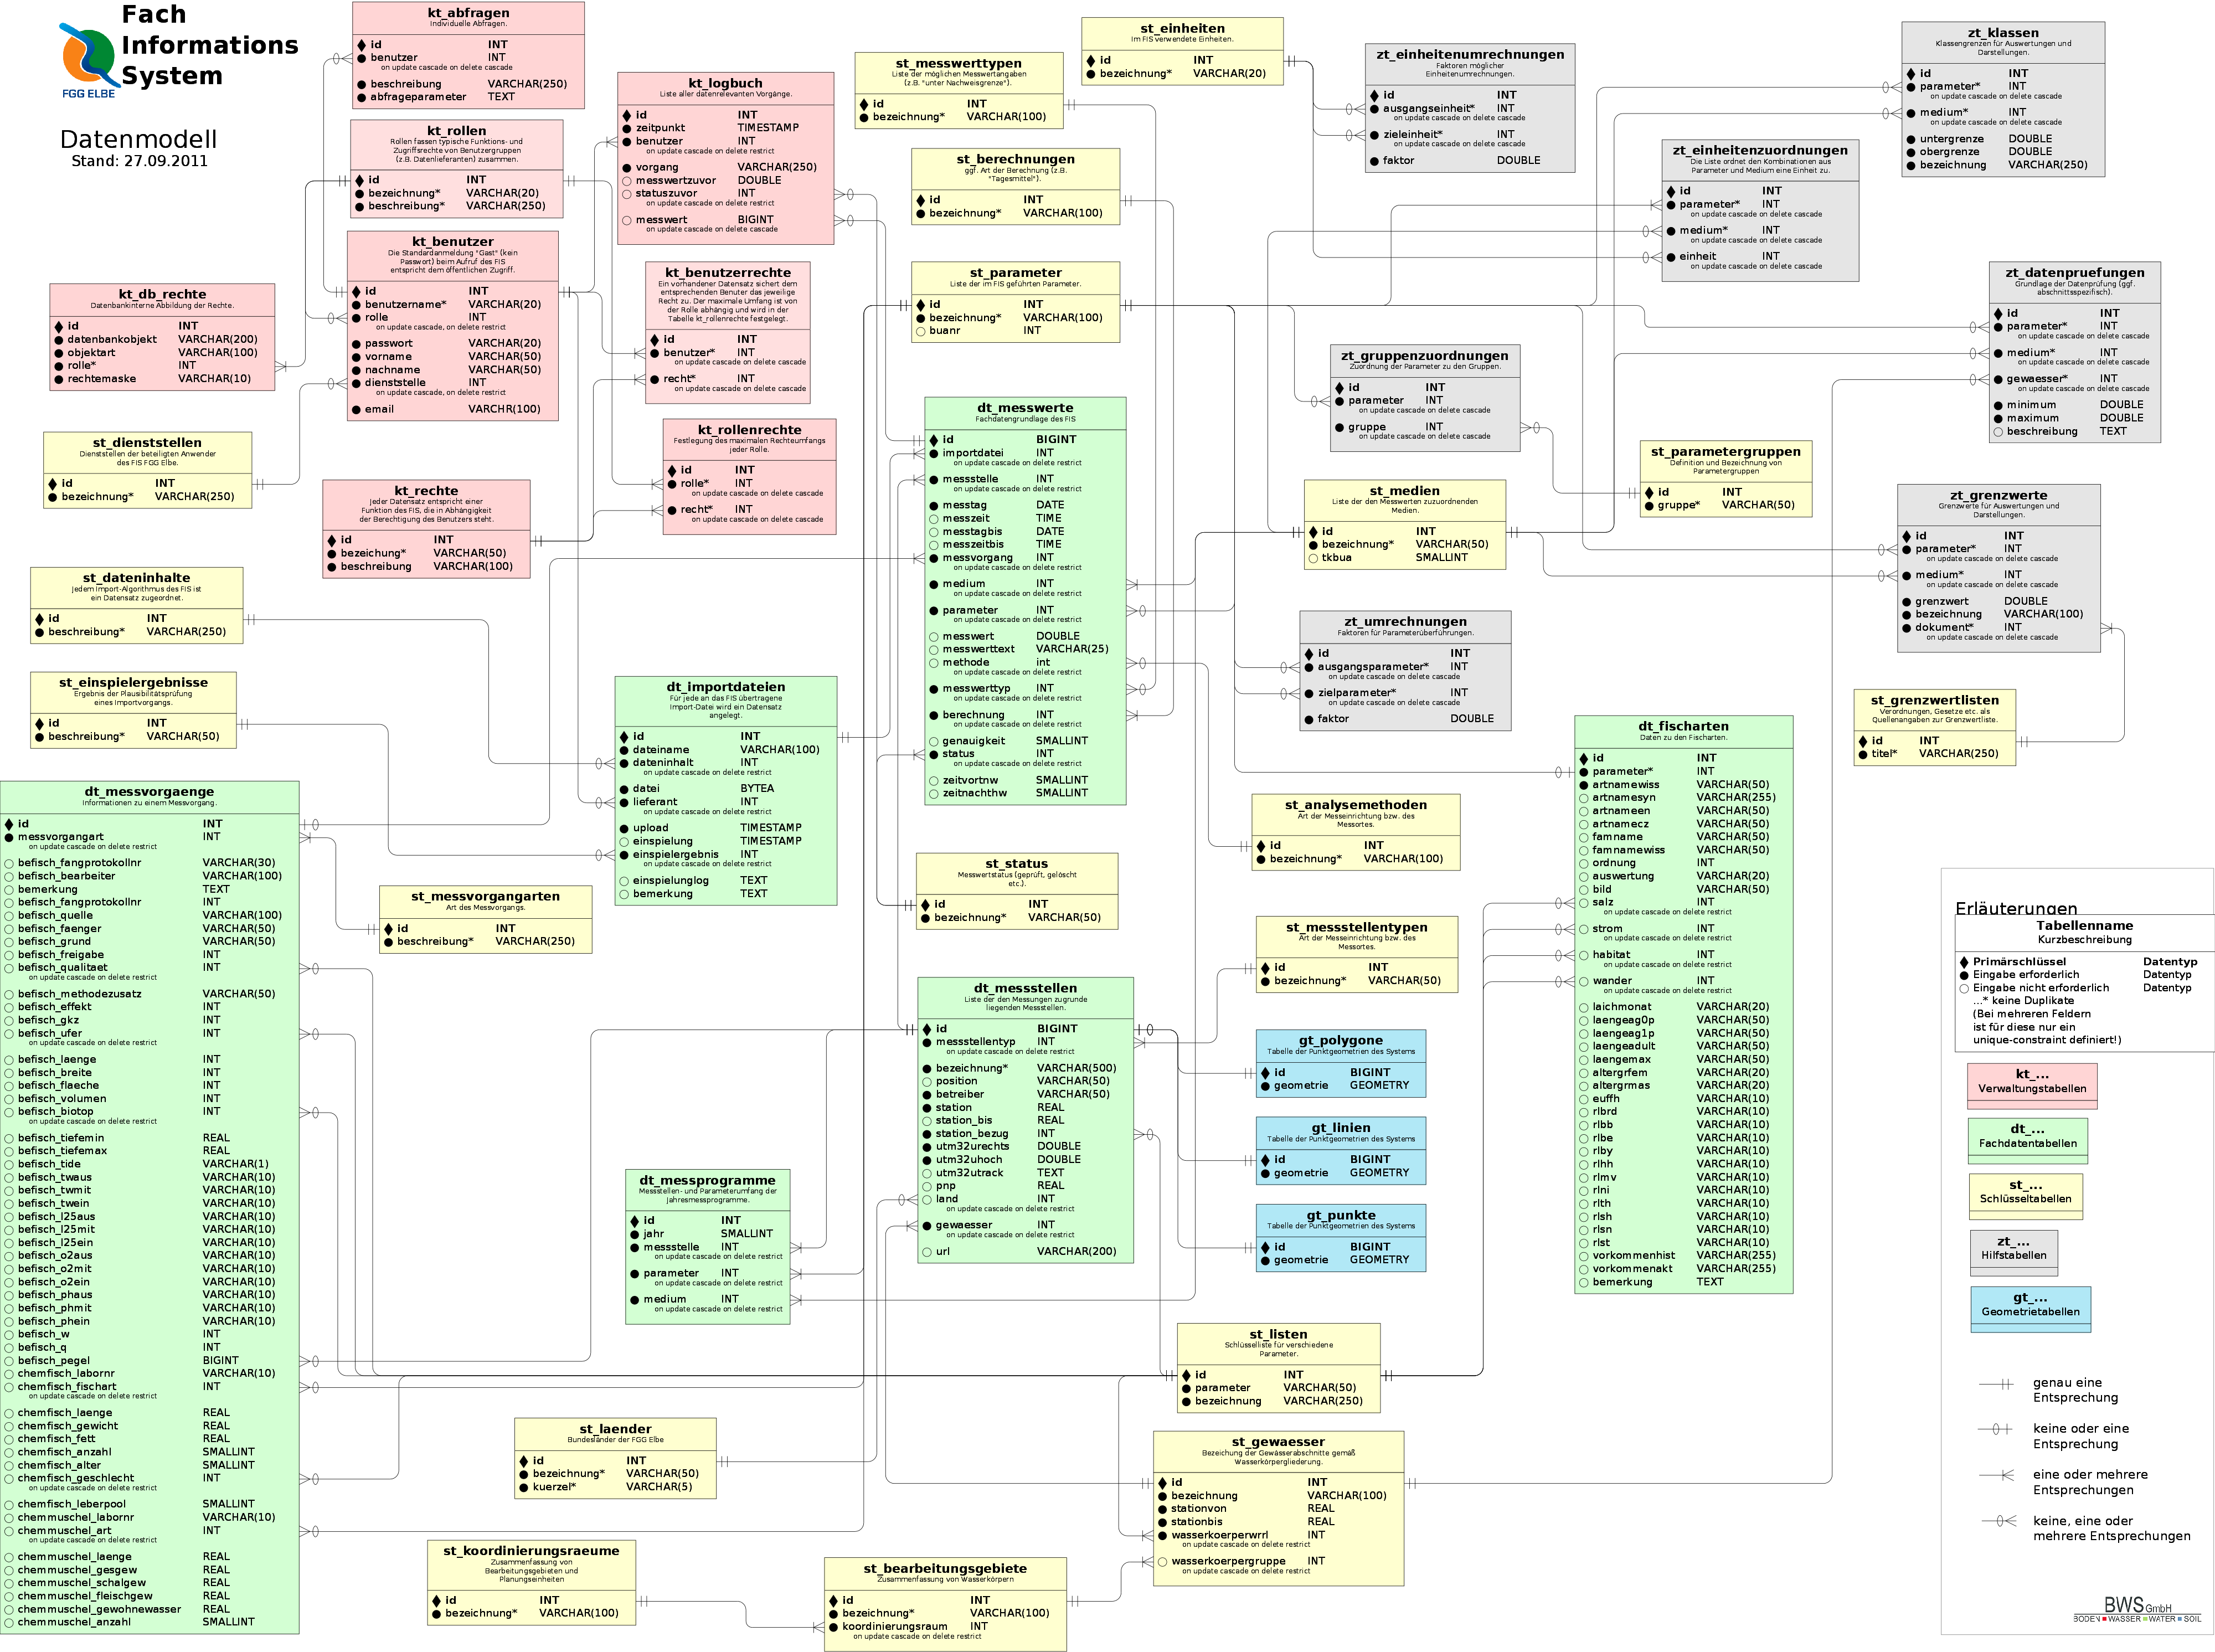 Fach
Informations
System
FGG ELBE
Datenmodell
Stand: 27.09.2011
kt_abfragen
Individuelle Abfragen.
id INT
benutzer INT
on update cascade on delete cascade
beschreibung VARCHAR(250)
abfrageparameter TEXT
kt_rollen
Rollen fassen typische Funktions- und
Zugriffsrechte von Benutzergruppen
(z.B. Datenlieferanten) zusammen.
id INT
bezeichnung* VARCHAR(20)
beschreibung* VARCHAR(250)
kt_benutzer
Die Standardanmeldung "Gast" (kein
Passwort) beim Aufruf des FIS
entspricht dem öffentlichen Zugriff.
id INT
benutzername* VARCHAR(20)
rolle INT
on update cascade, on delete restrict
passwort VARCHAR(20)
vorname VARCHAR(50)
nachname VARCHAR(50)
dienststelle INT
on update cascade, on delete restrict
email VARCHR(100)
kt_db_rechte
Datenbankinterne Abbildung der Rechte.
id INT
datenbankobjekt VARCHAR(200)
objektart VARCHAR(100)
rolle* INT
rechtemaske VARCHAR(10)
st_dienststellen
Dienststellen der beteiligten Anwender
des FIS FGG Elbe.
id INT
bezeichnung* VARCHAR(250)
kt_rechte
Jeder Datensatz entspricht einer
Funktion des FIS, die in Abhängigkeit
der Berechtigung des Benutzers steht.
id INT
bezeichung* VARCHAR(50)
beschreibung VARCHAR(100)
kt_logbuch
Liste aller datenrelevanten Vorgänge.
id INT
zeitpunkt TIMESTAMP
benutzer INT
on update cascade on delete restrict
vorgang VARCHAR(250)
messwertzuvor DOUBLE
statuszuvor INT
on update cascade on delete restrict
messwert BIGINT
on update cascade on delete cascade
kt_benutzerrechte
Ein vorhandener Datensatz sichert dem
entsprechenden Benuter das jeweilige
Recht zu. Der maximale Umfang ist von
der Rolle abhängig und wird in der
Tabelle kt_rollenrechte festgelegt.
id INT
benutzer* INT
on update cascade on delete cascade
recht* INT
on update cascade on delete cascade
kt_rollenrechte
Festlegung des maximalen Rechteumfangs
jeder Rolle.
id INT
rolle* INT
on update cascade on delete cascade
recht* INT
on update cascade on delete cascade
st_messwerttypen
Liste der möglichen Messwertangaben
(z.B. "unter Nachweisgrenze").
id INT
bezeichnung* VARCHAR(100)
st_berechnungen
ggf. Art der Berechnung (z.B.
"Tagesmittel").
id INT
bezeichnung* VARCHAR(100)
st_parameter
Liste der im FIS geführten Parameter.
id INT
bezeichnung* VARCHAR(100)
buanr INT
st_einheiten
Im FIS verwendete Einheiten.
id INT
bezeichnung* VARCHAR(20)
zt_einheitenumrechnungen
Faktoren möglicher
Einheitenumrechnungen.
id INT
ausgangseinheit* INT
on update cascade on delete cascade
zieleinheit* INT
on update cascade on delete cascade
faktor DOUBLE
zt_klassen
Klassengrenzen für Auswertungen und
Darstellungen.
id INT
parameter* INT
on update cascade on delete cascade
medium* INT
on update cascade on delete cascade
untergrenze DOUBLE
obergrenze DOUBLE
bezeichnung VARCHAR(250)
zt_einheitenzuordnungen
Die Liste ordnet den Kombinationen aus
Parameter und Medium eine Einheit zu.
id INT
parameter* INT
on update cascade on delete cascade
medium* INT
on update cascade on delete cascade
einheit INT
on update cascade on delete cascade
zt_datenpruefungen
Grundlage der Datenprüfung (ggf.
abschnittsspezifisch).
id INT
parameter* INT
on update cascade on delete cascade
medium* INT
on update cascade on delete cascade
gewaesser* INT
on update cascade on delete cascade
minimum DOUBLE
maximum DOUBLE
beschreibung TEXT
zt_gruppenzuordnungen
Zuordnung der Parameter zu den Gruppen.
id INT
parameter INT
on update cascade on delete cascade
gruppe INT
on update cascade on delete cascade
st_parametergruppen
Definition und Bezeichnung von
Parametergruppen
id INT
gruppe* VARCHAR(50)
st_medien
Liste der den Messwerten zuzuordnenden
Medien.
id INT
bezeichnung* VARCHAR(50)
tkbua SMALLINT
zt_grenzwerte
Grenzwerte für Auswertungen und
Darstellungen.
id INT
parameter* INT
on update cascade on delete cascade
medium* INT
on update cascade on delete cascade
grenzwert DOUBLE
bezeichnung VARCHAR(100)
dokument* INT
on update cascade on delete cascade
st_grenzwertlisten
Verordnungen, Gesetze etc. als
Quellenangaben zur Grenzwertliste.
id INT
titel* VARCHAR(250)
zt_umrechnungen
Faktoren für Parameterüberführungen.
id INT
ausgangsparameter* INT
on update cascade on delete cascade
zielparameter* INT
on update cascade on delete cascade
faktor DOUBLE
dt_messwerte
Fachdatengrundlage des FIS
id BIGINT
importdatei INT
on update cascade on delete restrict
messstelle INT
on update cascade on delete restrict
messtag DATE
messzeit TIME
messtagbis DATE
messzeitbis TIME
messvorgang INT
on update cascade on delete restrict
medium INT
on update cascade on delete restrict
parameter INT
on update cascade on delete restrict
messwert DOUBLE
messwerttext VARCHAR(25)
methode int
on update cascade on delete restrict
messwerttyp INT
on update cascade on delete restrict
berechnung INT
on update cascade on delete restrict
genauigkeit SMALLINT
status INT
on update cascade on delete restrict
zeitvortnw SMALLINT
zeitnachthw SMALLINT
st_dateninhalte
Jedem Import-Algorithmus des FIS ist
ein Datensatz zugeordnet.
id INT
beschreibung* VARCHAR(250)
st_einspielergebnisse
Ergebnis der Plausibilitätsprüfung
eines Importvorgangs.
id INT
beschreibung* VARCHAR(50)
dt_importdateien
Für jede an das FIS übertragene
Import-Datei wird ein Datensatz
angelegt.
id INT
dateiname VARCHAR(100)
dateninhalt INT
on update cascade on delete restrict
datei BYTEA
lieferant INT
on update cascade on delete restrict
upload TIMESTAMP
einspielung TIMESTAMP
einspielergebnis INT
on update cascade on delete restrict
einspielunglog TEXT
bemerkung TEXT
dt_messvorgaenge
Informationen zu einem Messvorgang.
id INT
messvorgangart INT
on update cascade on delete restrict
befisch_fangprotokollnr VARCHAR(30)
befisch_bearbeiter VARCHAR(100)
bemerkung TEXT
befisch_fangprotokollnr INT
befisch_quelle VARCHAR(100)
befisch_faenger VARCHAR(50)
befisch_grund VARCHAR(50)
befisch_freigabe INT
befisch_qualitaet INT
on update cascade on delete restrict
befisch_methodezusatz VARCHAR(50)
befisch_effekt INT
befisch_gkz INT
befisch_ufer INT
on update cascade on delete restrict
befisch_laenge INT
befisch_breite INT
befisch_flaeche INT
befisch_volumen INT
befisch_biotop INT
on update cascade on delete restrict
befisch_tiefemin REAL
befisch_tiefemax REAL
befisch_tide VARCHAR(1)
befisch_twaus VARCHAR(10)
befisch_twmit VARCHAR(10)
befisch_twein VARCHAR(10)
befisch_l25aus VARCHAR(10)
befisch_l25mit VARCHAR(10)
befisch_l25ein VARCHAR(10)
befisch_o2aus VARCHAR(10)
befisch_o2mit VARCHAR(10)
befisch_o2ein VARCHAR(10)
befisch_phaus VARCHAR(10)
befisch_phmit VARCHAR(10)
befisch_phein VARCHAR(10)
befisch_w INT
befisch_q INT
befisch_pegel BIGINT
chemfisch_labornr VARCHAR(10)
chemfisch_fischart INT
on update cascade on delete restrict
chemfisch_laenge REAL
chemfisch_gewicht REAL
chemfisch_fett REAL
chemfisch_anzahl SMALLINT
chemfisch_alter SMALLINT
chemfisch_geschlecht INT
on update cascade on delete restrict
chemfisch_leberpool SMALLINT
chemmuschel_labornr VARCHAR(10)
chemmuschel_art INT
on update cascade on delete restrict
chemmuschel_laenge REAL
chemmuschel_gesgew REAL
chemmuschel_schalgew REAL
chemmuschel_fleischgew REAL
chemmuschel_gewohnewasser REAL
chemmuschel_anzahl SMALLINT
st_messvorgangarten
Art des Messvorgangs.
id INT
beschreibung* VARCHAR(250)
st_status
Messwertstatus (geprüft, gelöscht
etc.).
id INT
bezeichnung* VARCHAR(50)
st_analysemethoden
Art der Messeinrichtung bzw. des
Messortes.
id INT
bezeichnung* VARCHAR(100)
st_messstellentypen
Art der Messeinrichtung bzw. des
Messortes.
id INT
bezeichnung* VARCHAR(50)
dt_messstellen
Liste der den Messungen zugrunde
liegenden Messstellen.
id BIGINT
messstellentyp INT
on update cascade on delete restrict
bezeichnung* VARCHAR(500)
position VARCHAR(50)
betreiber VARCHAR(50)
station REAL
station_bis REAL
station_bezug INT
utm32urechts DOUBLE
utm32uhoch DOUBLE
utm32utrack TEXT
pnp REAL
land INT
on update cascade on delete restrict
gewaesser INT
on update cascade on delete restrict
url VARCHAR(200)
gt_polygone
Tabelle der Punktgeometrien des Systems
id BIGINT
geometrie GEOMETRY
gt_linien
Tabelle der Punktgeometrien des Systems
id BIGINT
geometrie GEOMETRY
gt_punkte
Tabelle der Punktgeometrien des Systems
id BIGINT
geometrie GEOMETRY
dt_messprogramme
Messstellen- und Parameterumfang der
Jahresmessprogramme.
id INT
jahr SMALLINT
messstelle INT
on update cascade on delete restrict
parameter INT
on update cascade on delete restrict
medium INT
on update cascade on delete restrict
st_listen
Schlüsselliste für verschiedene
Parameter.
id INT
parameter VARCHAR(50)
bezeichnung VARCHAR(250)
st_laender
Bundesländer der FGG Elbe
id INT
bezeichnung* VARCHAR(50)
kuerzel* VARCHAR(5)
st_gewaesser
Bezeichung der Gewässerabschnitte gemäß
Wasserkörpergliederung.
id INT
bezeichnung VARCHAR(100)
stationvon REAL
stationbis REAL
wasserkoerperwrrl INT
on update cascade on delete restrict
wasserkoerpergruppe INT
on update cascade on delete restrict
st_koordinierungsraeume
Zusammenfassung von
Bearbeitungsgebieten und
Planungseinheiten
id INT
bezeichnung* VARCHAR(100)
st_bearbeitungsgebiete
Zusammenfassung von Wasserkörpern
id INT
bezeichnung* VARCHAR(100)
koordinierungsraum INT
on update cascade on delete restrict
dt_fischarten
Daten zu den Fischarten.
id INT
parameter* INT
artnamewiss VARCHAR(50)
artnamesyn VARCHAR(255)
artnameen VARCHAR(50)
artnamecz VARCHAR(50)
famname VARCHAR(50)
famnamewiss VARCHAR(50)
ordnung INT
auswertung VARCHAR(20)
bild VARCHAR(50)
salz INT
on update cascade on delete restrict
strom INT
on update cascade on delete restrict
habitat INT
on update cascade on delete restrict
wander INT
on update cascade on delete restrict
laichmonat VARCHAR(20)
laengeag0p VARCHAR(50)
laengeag1p VARCHAR(50)
laengeadult VARCHAR(50)
laengemax VARCHAR(50)
altergrfem VARCHAR(20)
altergrmas VARCHAR(20)
euffh VARCHAR(10)
rlbrd VARCHAR(10)
rlbb VARCHAR(10)
rlbe VARCHAR(10)
rlby VARCHAR(10)
rlhh VARCHAR(10)
rlmv VARCHAR(10)
rlni VARCHAR(10)
rlth VARCHAR(10)
rlsh VARCHAR(10)
rlsn VARCHAR(10)
rlst VARCHAR(10)
vorkommenhist VARCHAR(255)
vorkommenakt VARCHAR(255)
bemerkung TEXT
Erläuterungen
Tabellenname
Kurzbeschreibung
Primärschlüssel Datentyp
Eingabe erforderlich Datentyp
Eingabe nicht erforderlich Datentyp
...* keine Duplikate
(Bei mehreren Feldern
ist für diese nur ein
unique-constraint definiert!)
kt_...
Verwaltungstabellen
dt_...
Fachdatentabellen
st_...
Schlüsseltabellen
zt_...
Hilfstabellen
gt_...
Geometrietabellen
genau eine
Entsprechung
keine oder eine
Entsprechung
eine oder mehrere
Entsprechungen
keine, eine oder
mehrere Entsprechungen
BWS GmbH
BODEN WASSER WATER SOIL